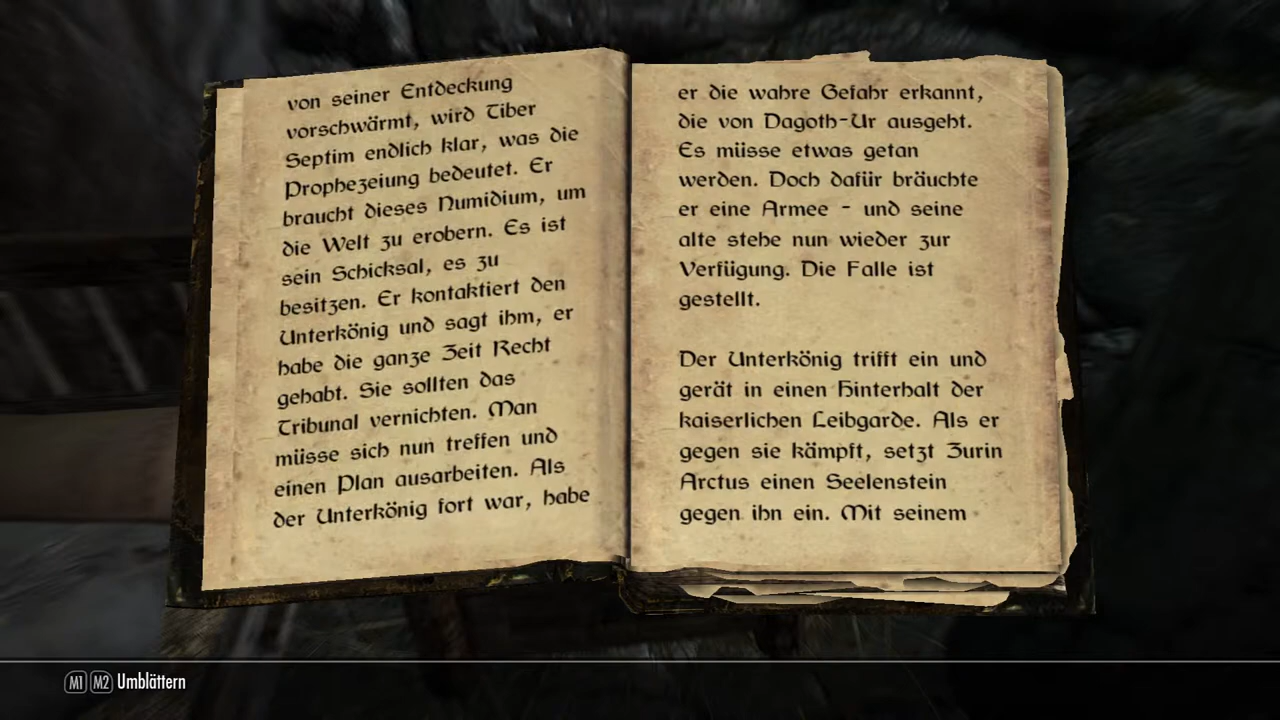 von seiner Entdeckung
vorschwärmt, wird Tiber
Septim endlich klar, was die
Prophezeiung bedeutet. Er
braucht dieses Numidium, um
die Welt zu erobern. Es ist
sein Schicksal, es zu
besitzen. Er kontaktiert den
Unterkönig und sagt ihm, er
habe die ganze Zeit Recht
gehabt. Sie sollten das
Tribunal vernichten. Man
müsse sich nun treffen und
einen Plan ausarbeiten. Als
der Unterkönig fort war, habe
er die wahre Gefahr erkannt,
die von Dagoth-Ur ausgeht.
Es müsse etwas getan
werden. Doch dafür bräuchte
er eine Armee - und seine
alte stehe nun wieder zur
Verfügung. Die Falle ist
gestellt.
Der Unterkönig trifft ein und
gerät in einen Hinterhalt der
kaiserlichen Leibgarde. Als er
gegen sie kämpft, setzt Zurin
Arctus einen Seelenstein
gegen ihn ein. Mit seinem
M1 M2 Umblättern